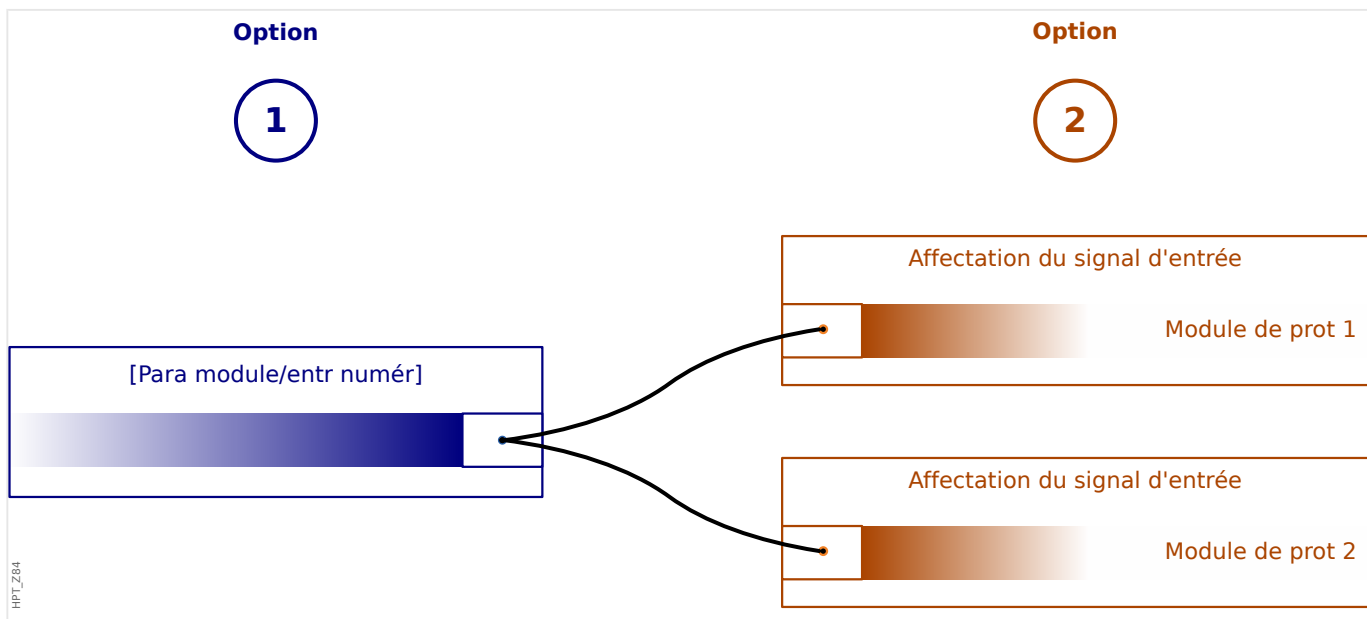 Option
1
Option
2
[Para module/entr numér]
Affectation du signal d'entrée
Module de prot 1
Affectation du signal d'entrée
Module de prot 2
HPT_Z84